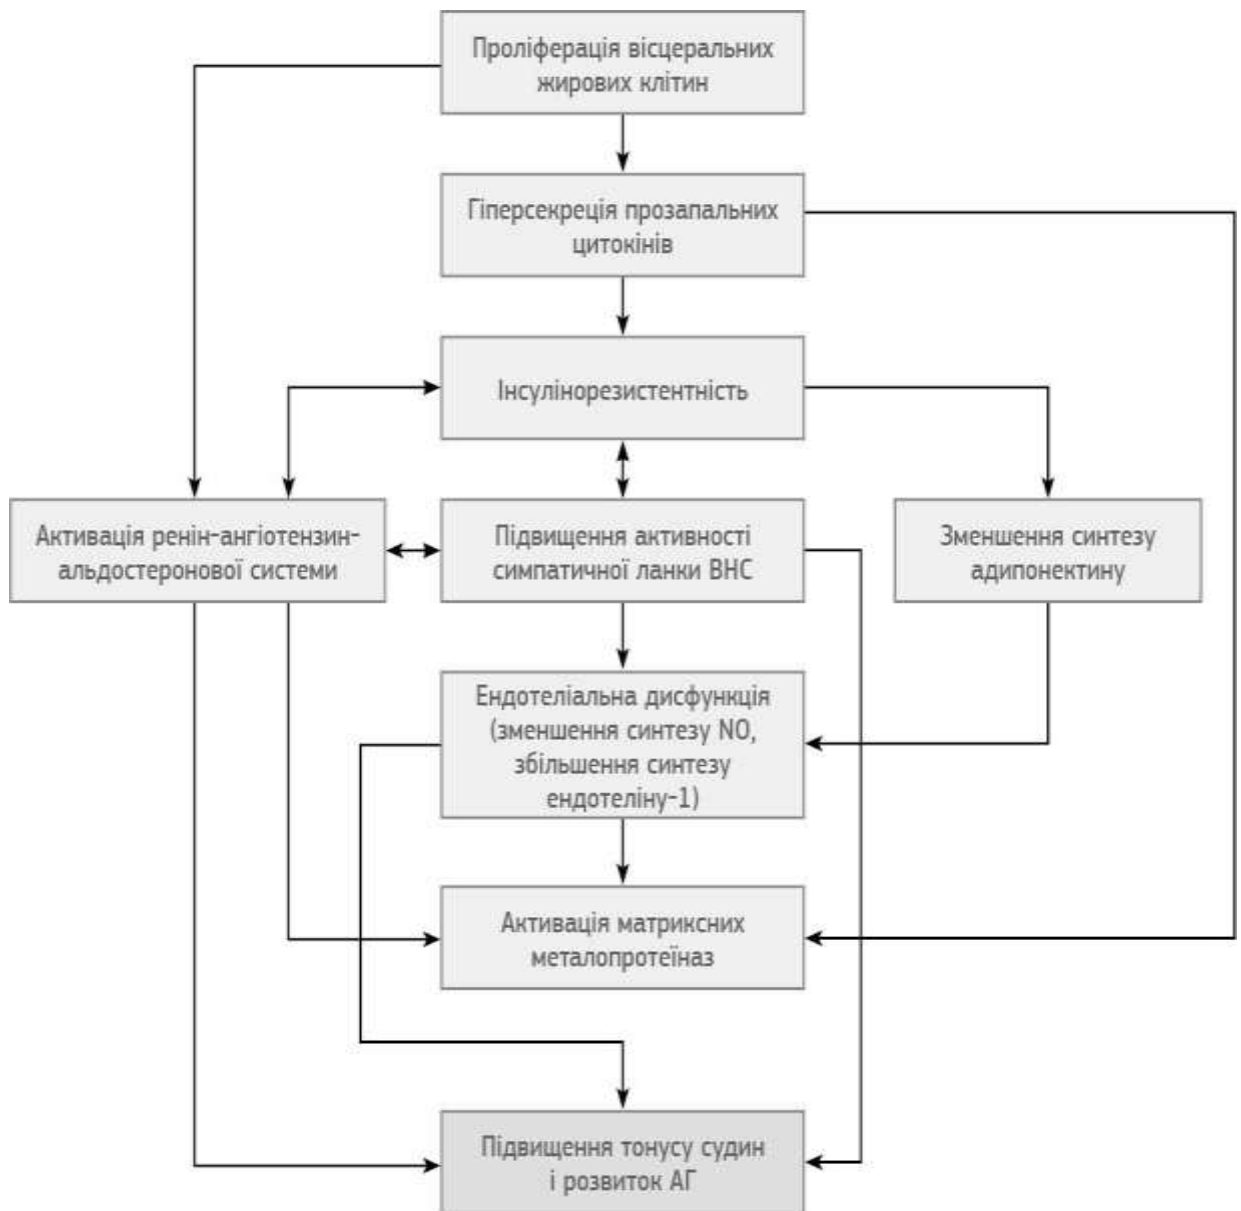 Проліферація вісцеральних
жирових клітин
Гіперсекреція прозапальних
цитокінів
Інсулінорезистентність
Активація ренін-ангіотензин-
альдостеронової системи
Підвищення активності
симпатичної ланки ВНС
Зменшення синтезу
адипонектину
Ендотеліальна дисфункція
(зменшення синтезу NO,
збільшення синтезу
ендотеліну-1)
Активація матриксних
металопротеїназ
Підвищення тонусу судин
і розвиток АГ